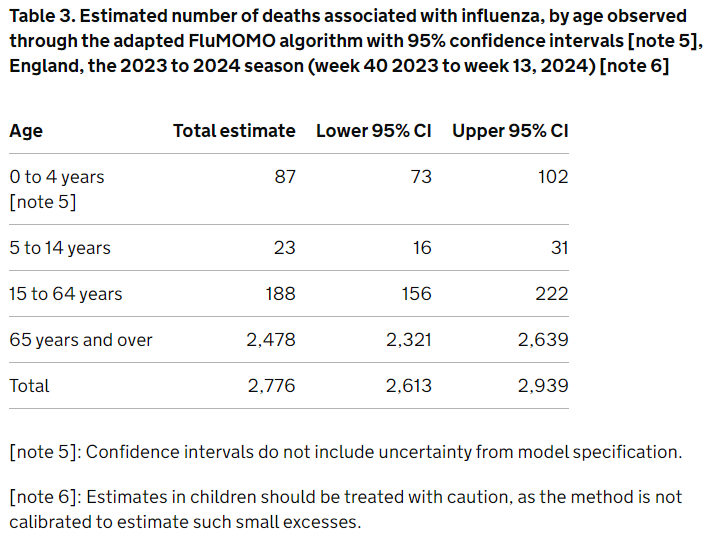 Table 3. Estimated number of deaths associated with influenza, by age observed
through the adapted FluMOMO algorithm with 95% confidence intervals [note 5],
England, the 2023 to 2024 season (week 40 2023 to week 13, 2024) [note 6]
Age Total estimate Lower 95% CI Upper 95% CI
0 to 4 years 87 73 102
[note 5]
5 to 14 years 23 16 31
15 to 64 years 188 156 222
65 years and over 2,478 2,321 2,639
Total 2,776 2,613 2,939
[note 5]: Confidence intervals do not include uncertainty from model specification.
[note 6]: Estimates in children should be treated with caution, as the method is not
calibrated to estimate such small excesses.